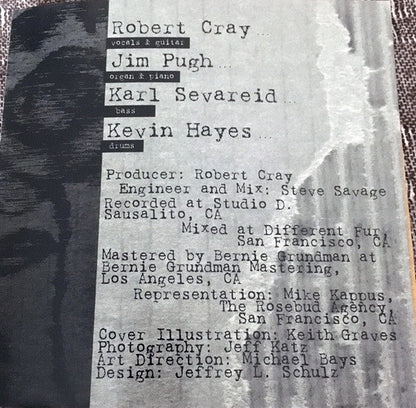 Robert Cray...
vocals & guitar
Jim Pugh...
organ & piano
Karl Sevareid...
bass
Kevin Hayes...
drums
Producer: Robert Cray
Engineer and Mix: Steve Savage
Recorded at Studio D.
Sausalito, CA
Mixed at Different Fur,
San Francisco, CA
Mastered by Bernie Grundman at
Bernie Grundman Mastering,
Los Angeles, CA
Representation: Mike Kappus,
The Rosebud Agency,
San Francisco, CA
Cover Illustration: Keith Graves
Photography: Jeff Katz
Art Direction: Michael Bays
Design: Jeffrey L. Schulz